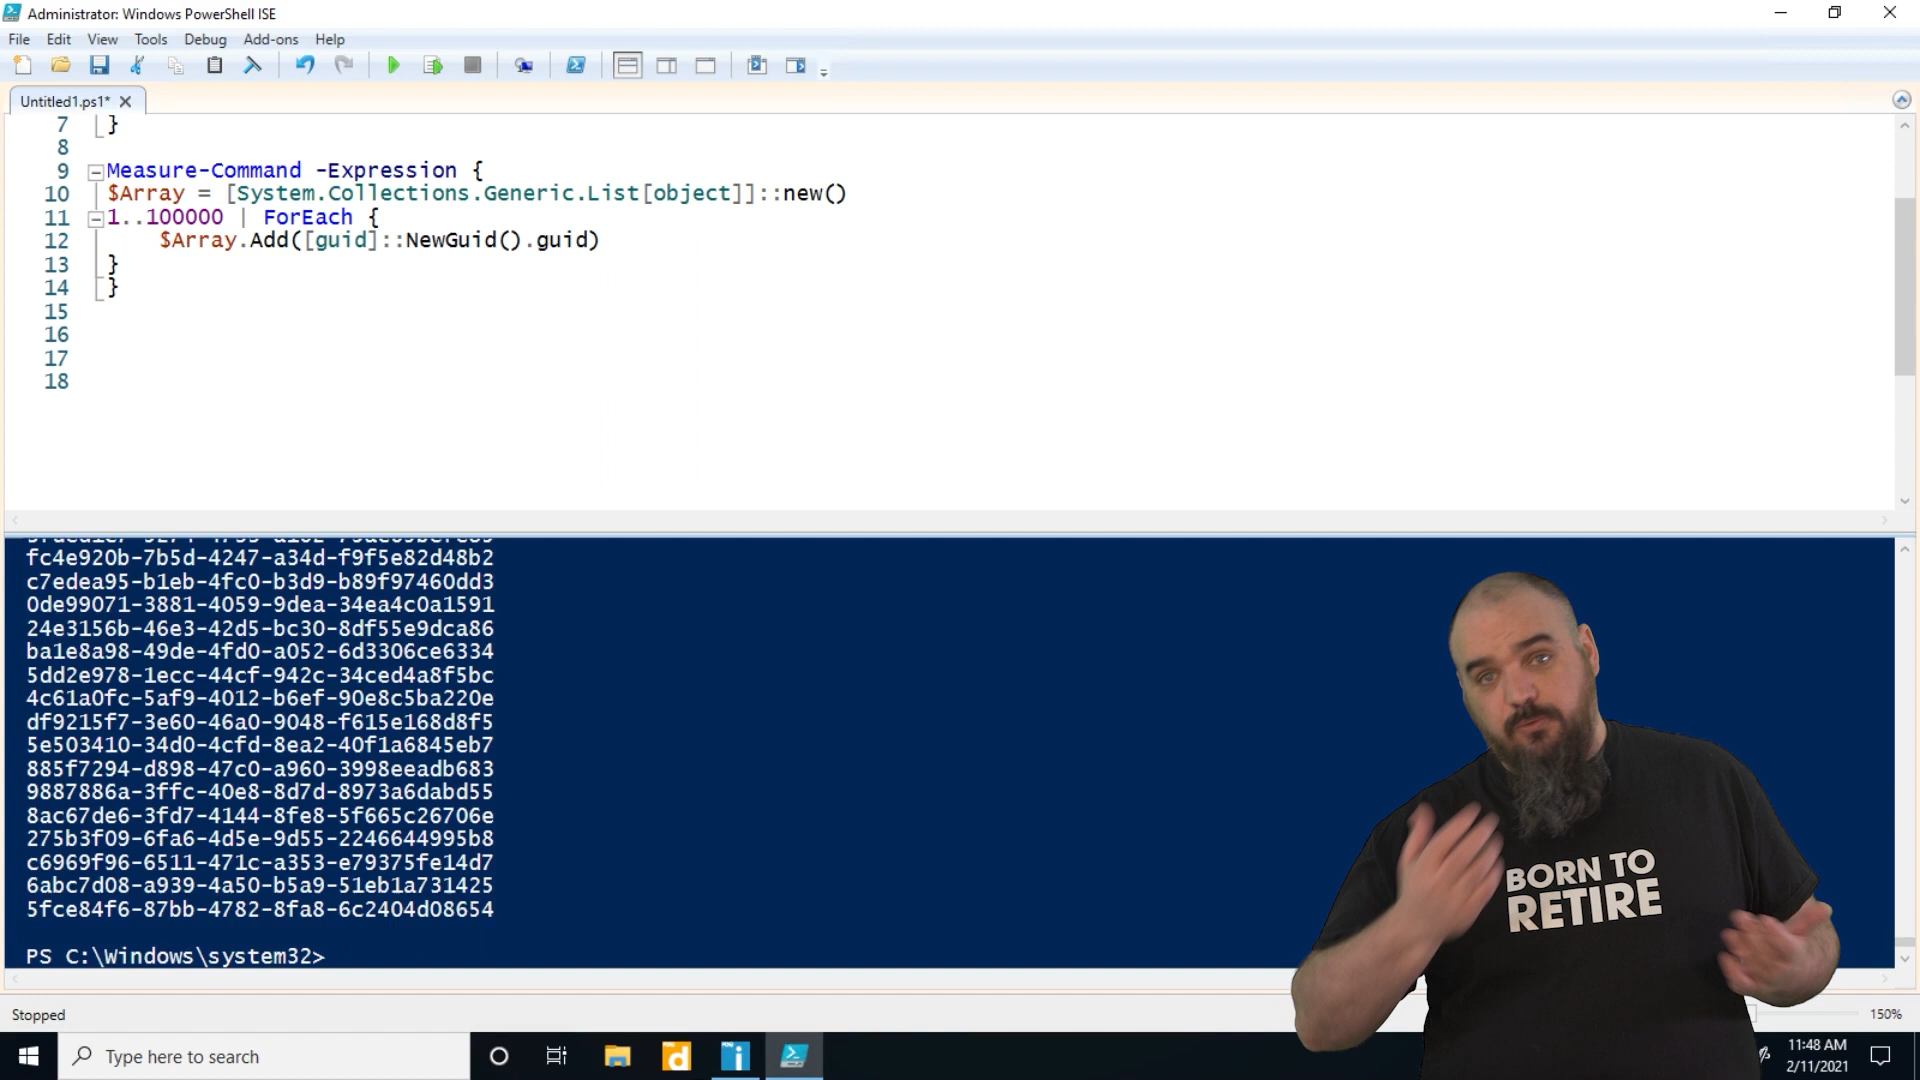 Administrator: Windows PowerShell ISE
File Edit View Tools Debug Add-ons Help
Untitled1.ps1*
7 }
8
9 Measure-Command -Expression {
10 $Array = [System.Collections.Generic.List[object]]::new()
11 1..100000 | ForEach {
12 $Array.Add([guid]::NewGuid().guid)
13 }
14 }
15
16
17
18
fc4e920b-7b5d-4247-a34d-f9f5e82d48b2
c7edea95-b1eb-4fc0-b3d9-b89f97460dd3
0de99071-3881-4059-9dea-34ea4c0a1591
24e3156b-46e3-42d5-bc30-8df55e9dca86
ba1e8a98-49de-4fd0-a052-6d3306ce6334
5dd2e978-1ecc-44cf-942c-34ced4a8f5bc
4c61a0fc-5af9-4012-b6ef-90e8c5ba220e
df9215f7-3e60-46a0-9048-f615e168d8f5
5e503410-34d0-4cfd-8ea2-40f1a6845eb7
885f7294-d898-47c0-a960-3998eeadb683
9887886a-3ffc-40e8-8d7d-8973a6dabd55
8ac67de6-3fd7-4144-8fe8-5f665c26706e
275b3f09-6fa6-4d5e-9d55-2246644995b8
c6969f96-6511-471c-a353-e79375fe14d7
6abc7d08-a939-4a50-b5a9-51eb1a731425
5fce84f6-87bb-4782-8fa8-6c2404d08654
PS C:\Windows\system32>
BORN TO
RETIRE
Stopped
150%
Type here to search
11:48 AM
2/11/2021